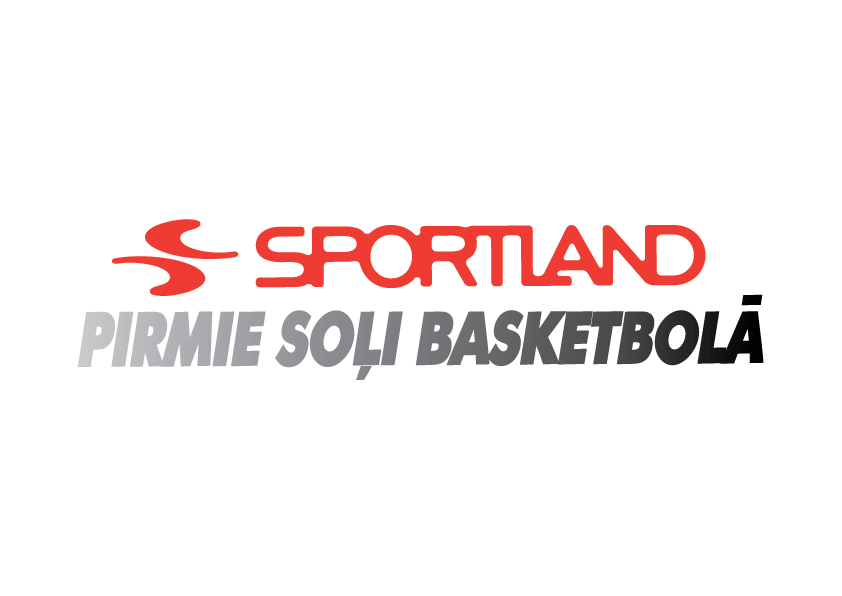 SPORTLAND
PIRMIE SOĻI BASKETBOLĀ